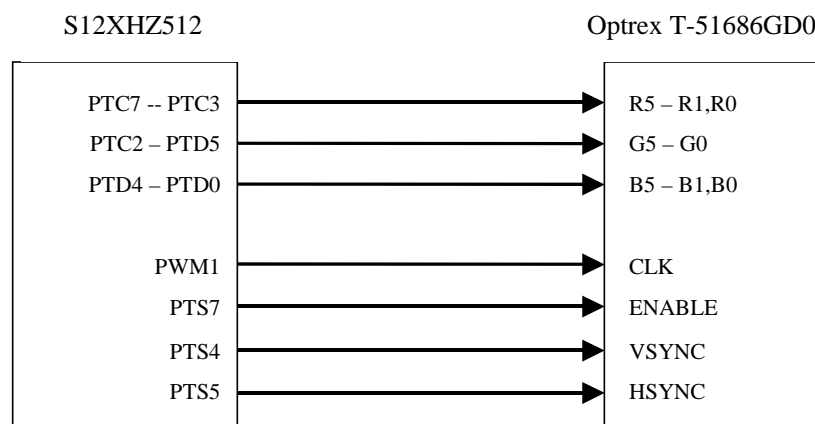 S12XHZ512 Optrex T-51686GD0
PTC7 -- PTC3 R5 – R1,R0
PTC2 – PTD5 G5 – G0
PTD4 – PTD0 B5 – B1,B0
PWM1 CLK
PTS7 ENABLE
PTS4 VSYNC
PTS5 HSYNC